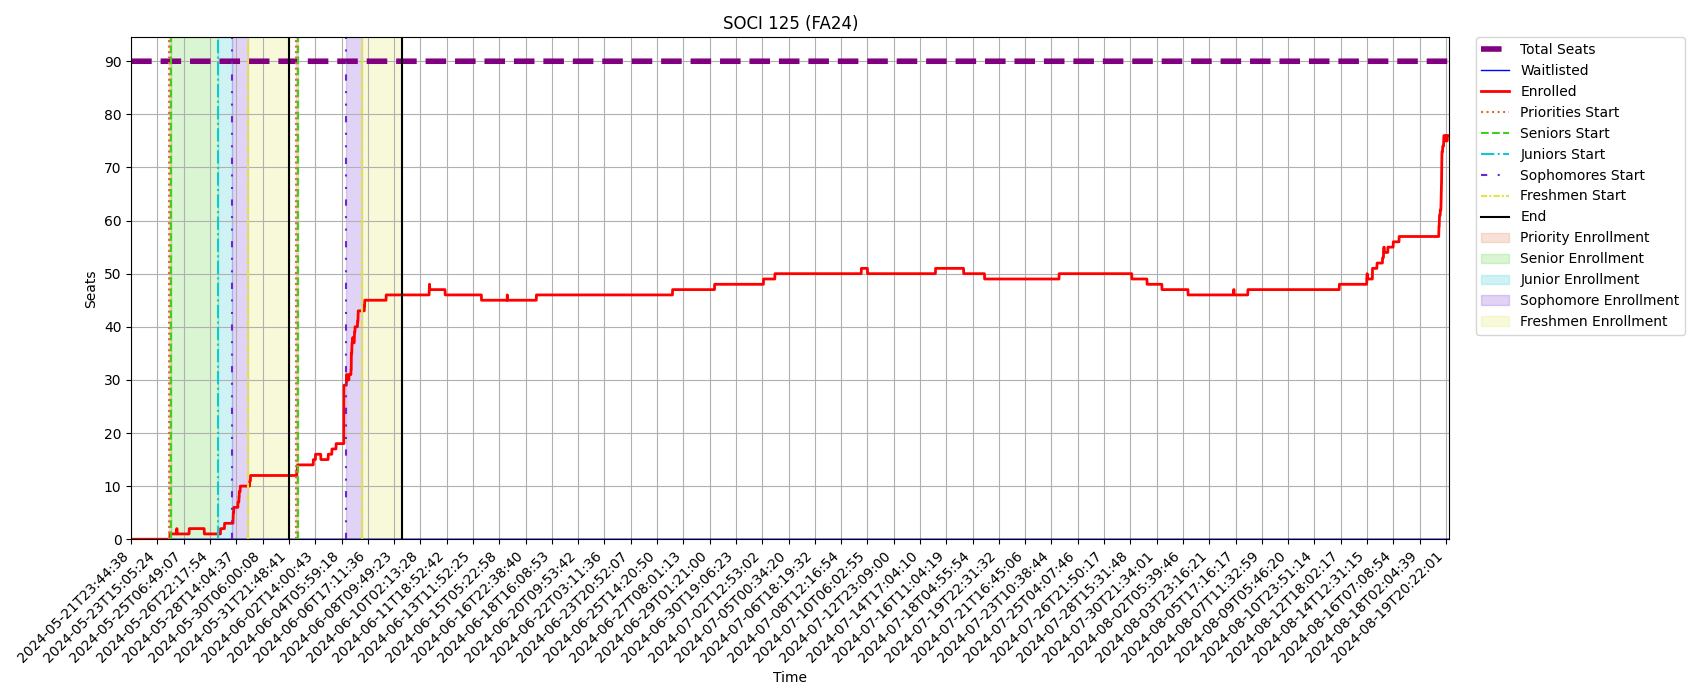 SOCI 125 (FA24)
Seats
90
80
70
60
50
40
30
20
10
0
2024-05-21T23:44:38
2024-05-23T15:05:24
2024-05-25T06:49:07
2024-05-26T22:17:54
2024-05-28T14:04:37
2024-05-30T06:00:08
2024-05-31T21:48:41
2024-06-02T14:00:43
2024-06-04T05:59:18
2024-06-06T17:11:36
2024-06-08T09:49:23
2024-06-10T02:13:28
2024-06-11T18:52:42
2024-06-13T11:52:25
2024-06-15T05:22:58
2024-06-16T22:38:40
2024-06-18T16:08:53
2024-06-20T09:53:42
2024-06-22T03:11:36
2024-06-23T20:52:07
2024-06-25T14:20:50
2024-06-27T08:01:13
2024-06-29T01:21:00
2024-06-30T19:06:23
2024-07-02T12:53:02
2024-07-05T00:34:20
2024-07-06T18:19:32
2024-07-08T12:16:54
2024-07-10T06:02:55
2024-07-12T23:09:00
2024-07-14T17:04:10
2024-07-16T11:04:19
2024-07-18T04:55:54
2024-07-19T22:31:32
2024-07-21T16:45:06
2024-07-23T10:38:44
2024-07-25T04:07:46
2024-07-26T21:50:17
2024-07-28T15:31:48
2024-07-30T21:34:01
2024-08-02T05:39:46
2024-08-03T23:16:21
2024-08-05T17:16:17
2024-08-07T11:32:59
2024-08-09T05:46:20
2024-08-10T23:51:14
2024-08-12T18:02:17
2024-08-14T12:31:15
2024-08-16T07:08:54
2024-08-18T02:04:39
2024-08-19T20:22:01
Time
Total Seats
Waitlisted
Enrolled
Priorities Start
Seniors Start
Juniors Start
Sophomores Start
Freshmen Start
End
Priority Enrollment
Senior Enrollment
Junior Enrollment
Sophomore Enrollment
Freshmen Enrollment